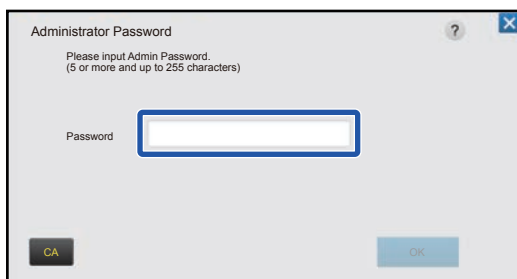 Administrator Password
?
Please input Admin Password.
(5 or more and up to 255 characters)
Password
CA
OK